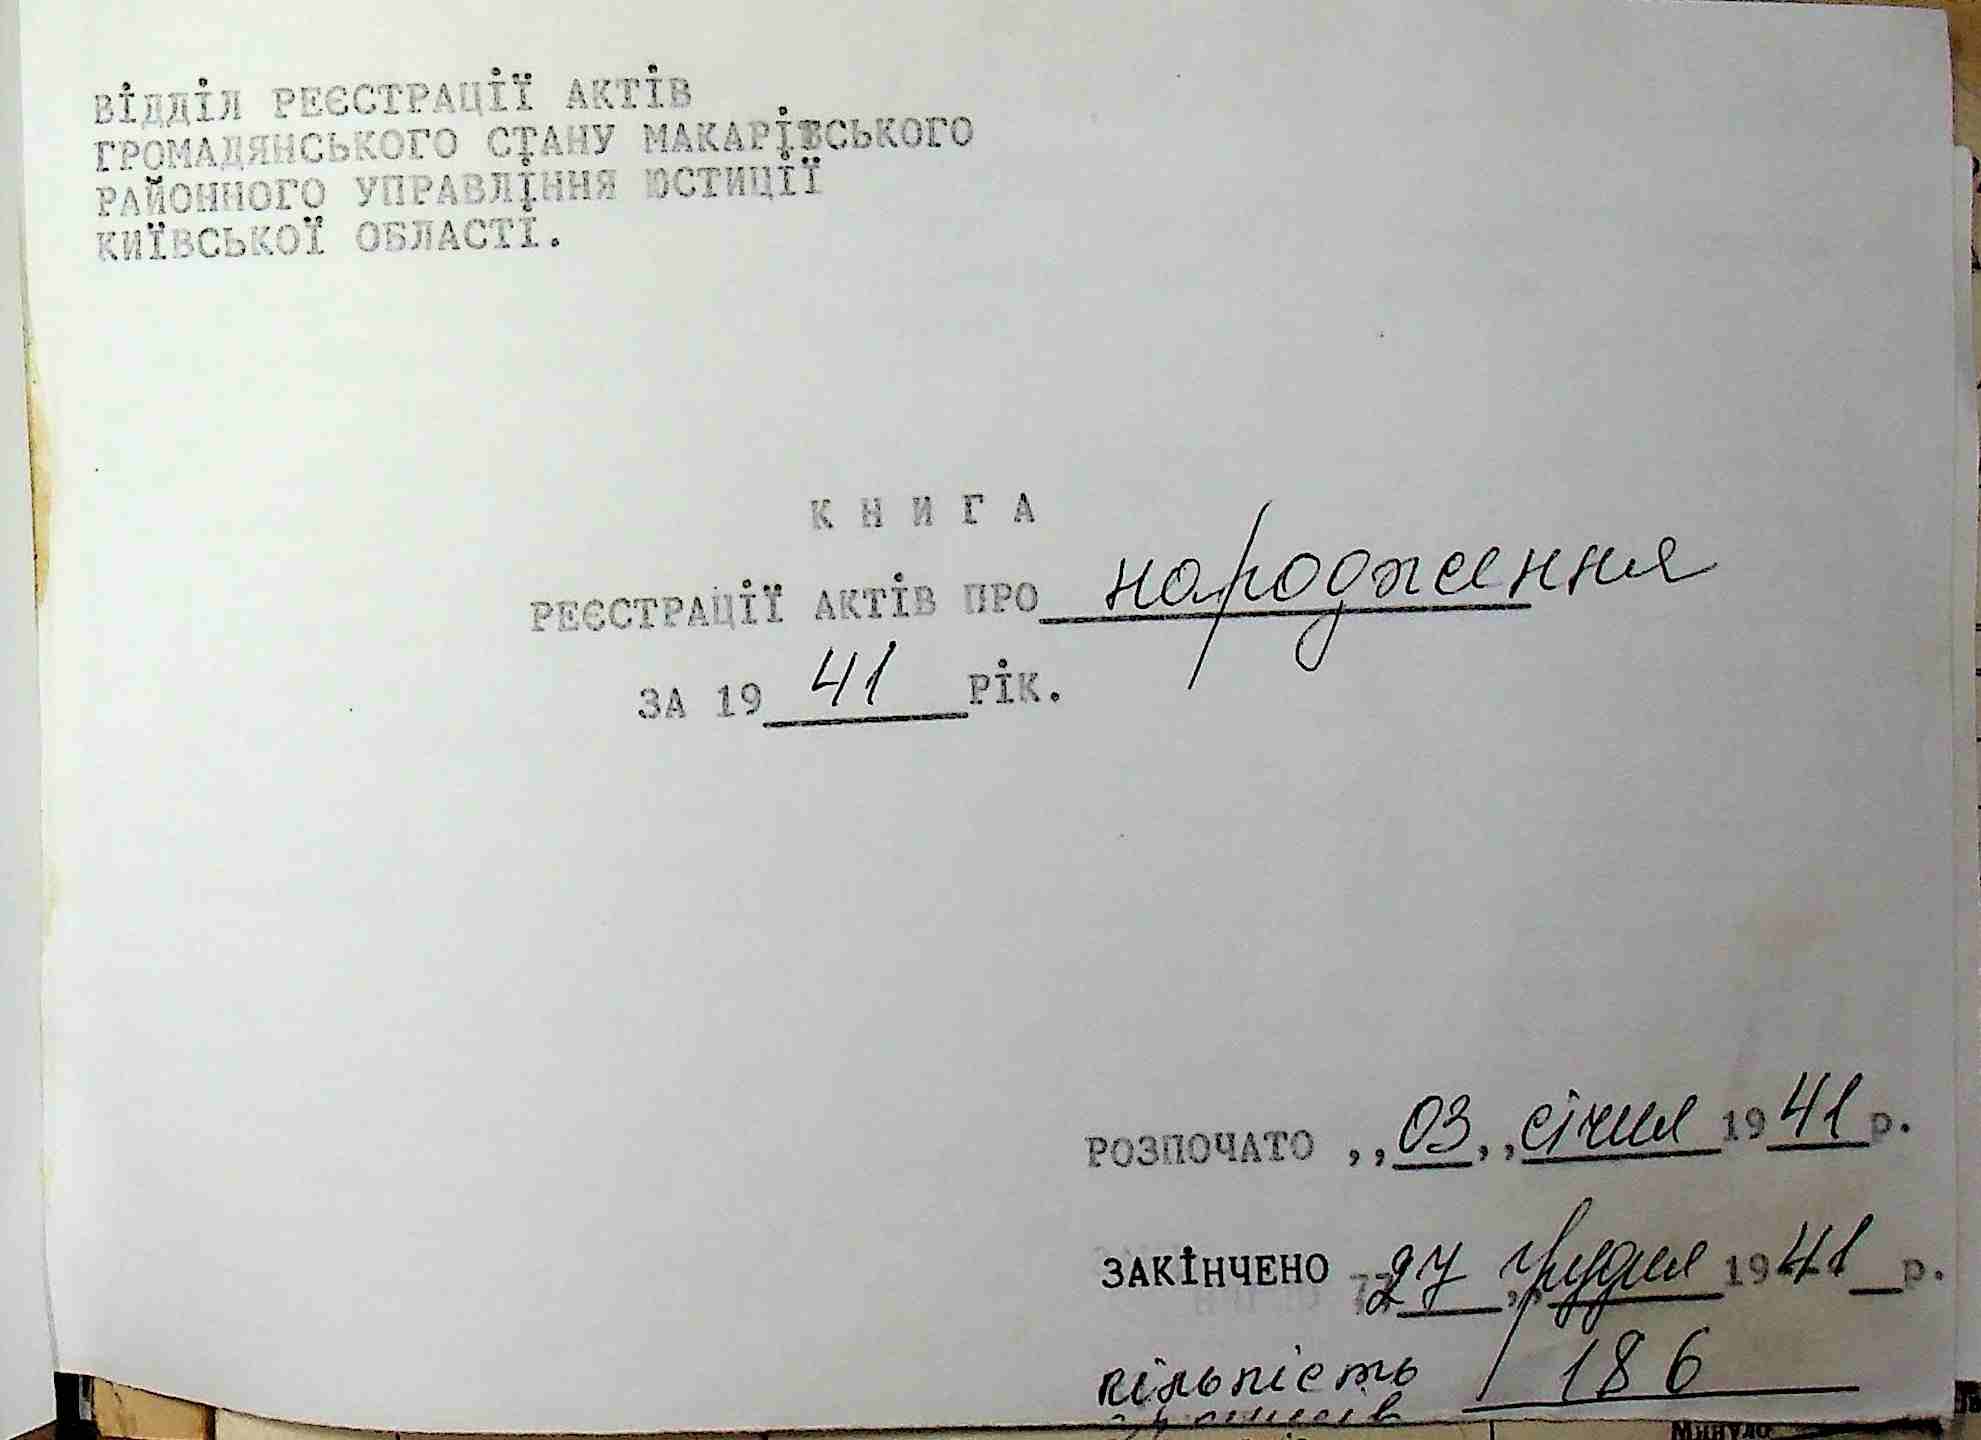 ВІДДІЛ РЕЄСТРАЦІЇ АКТІВ
ГРОМАДЯНСЬКОГО СТАНУ МАКАРІВСЬКОГО
РАЙОННОГО УПРАВЛІННЯ ЮСТИЦІЇ
КИЇВСЬКОЇ ОБЛАСТІ.
К Н И Г А
РЕЄСТРАЦІЇ АКТІВ ПРО народження
ЗА 1941 РІК.
РОЗПОЧАТО ,,03,, січня 1941 р.
ЗАКІНЧЕНО ,,27,, грудня 1941 р.
кількість 186
Минуло